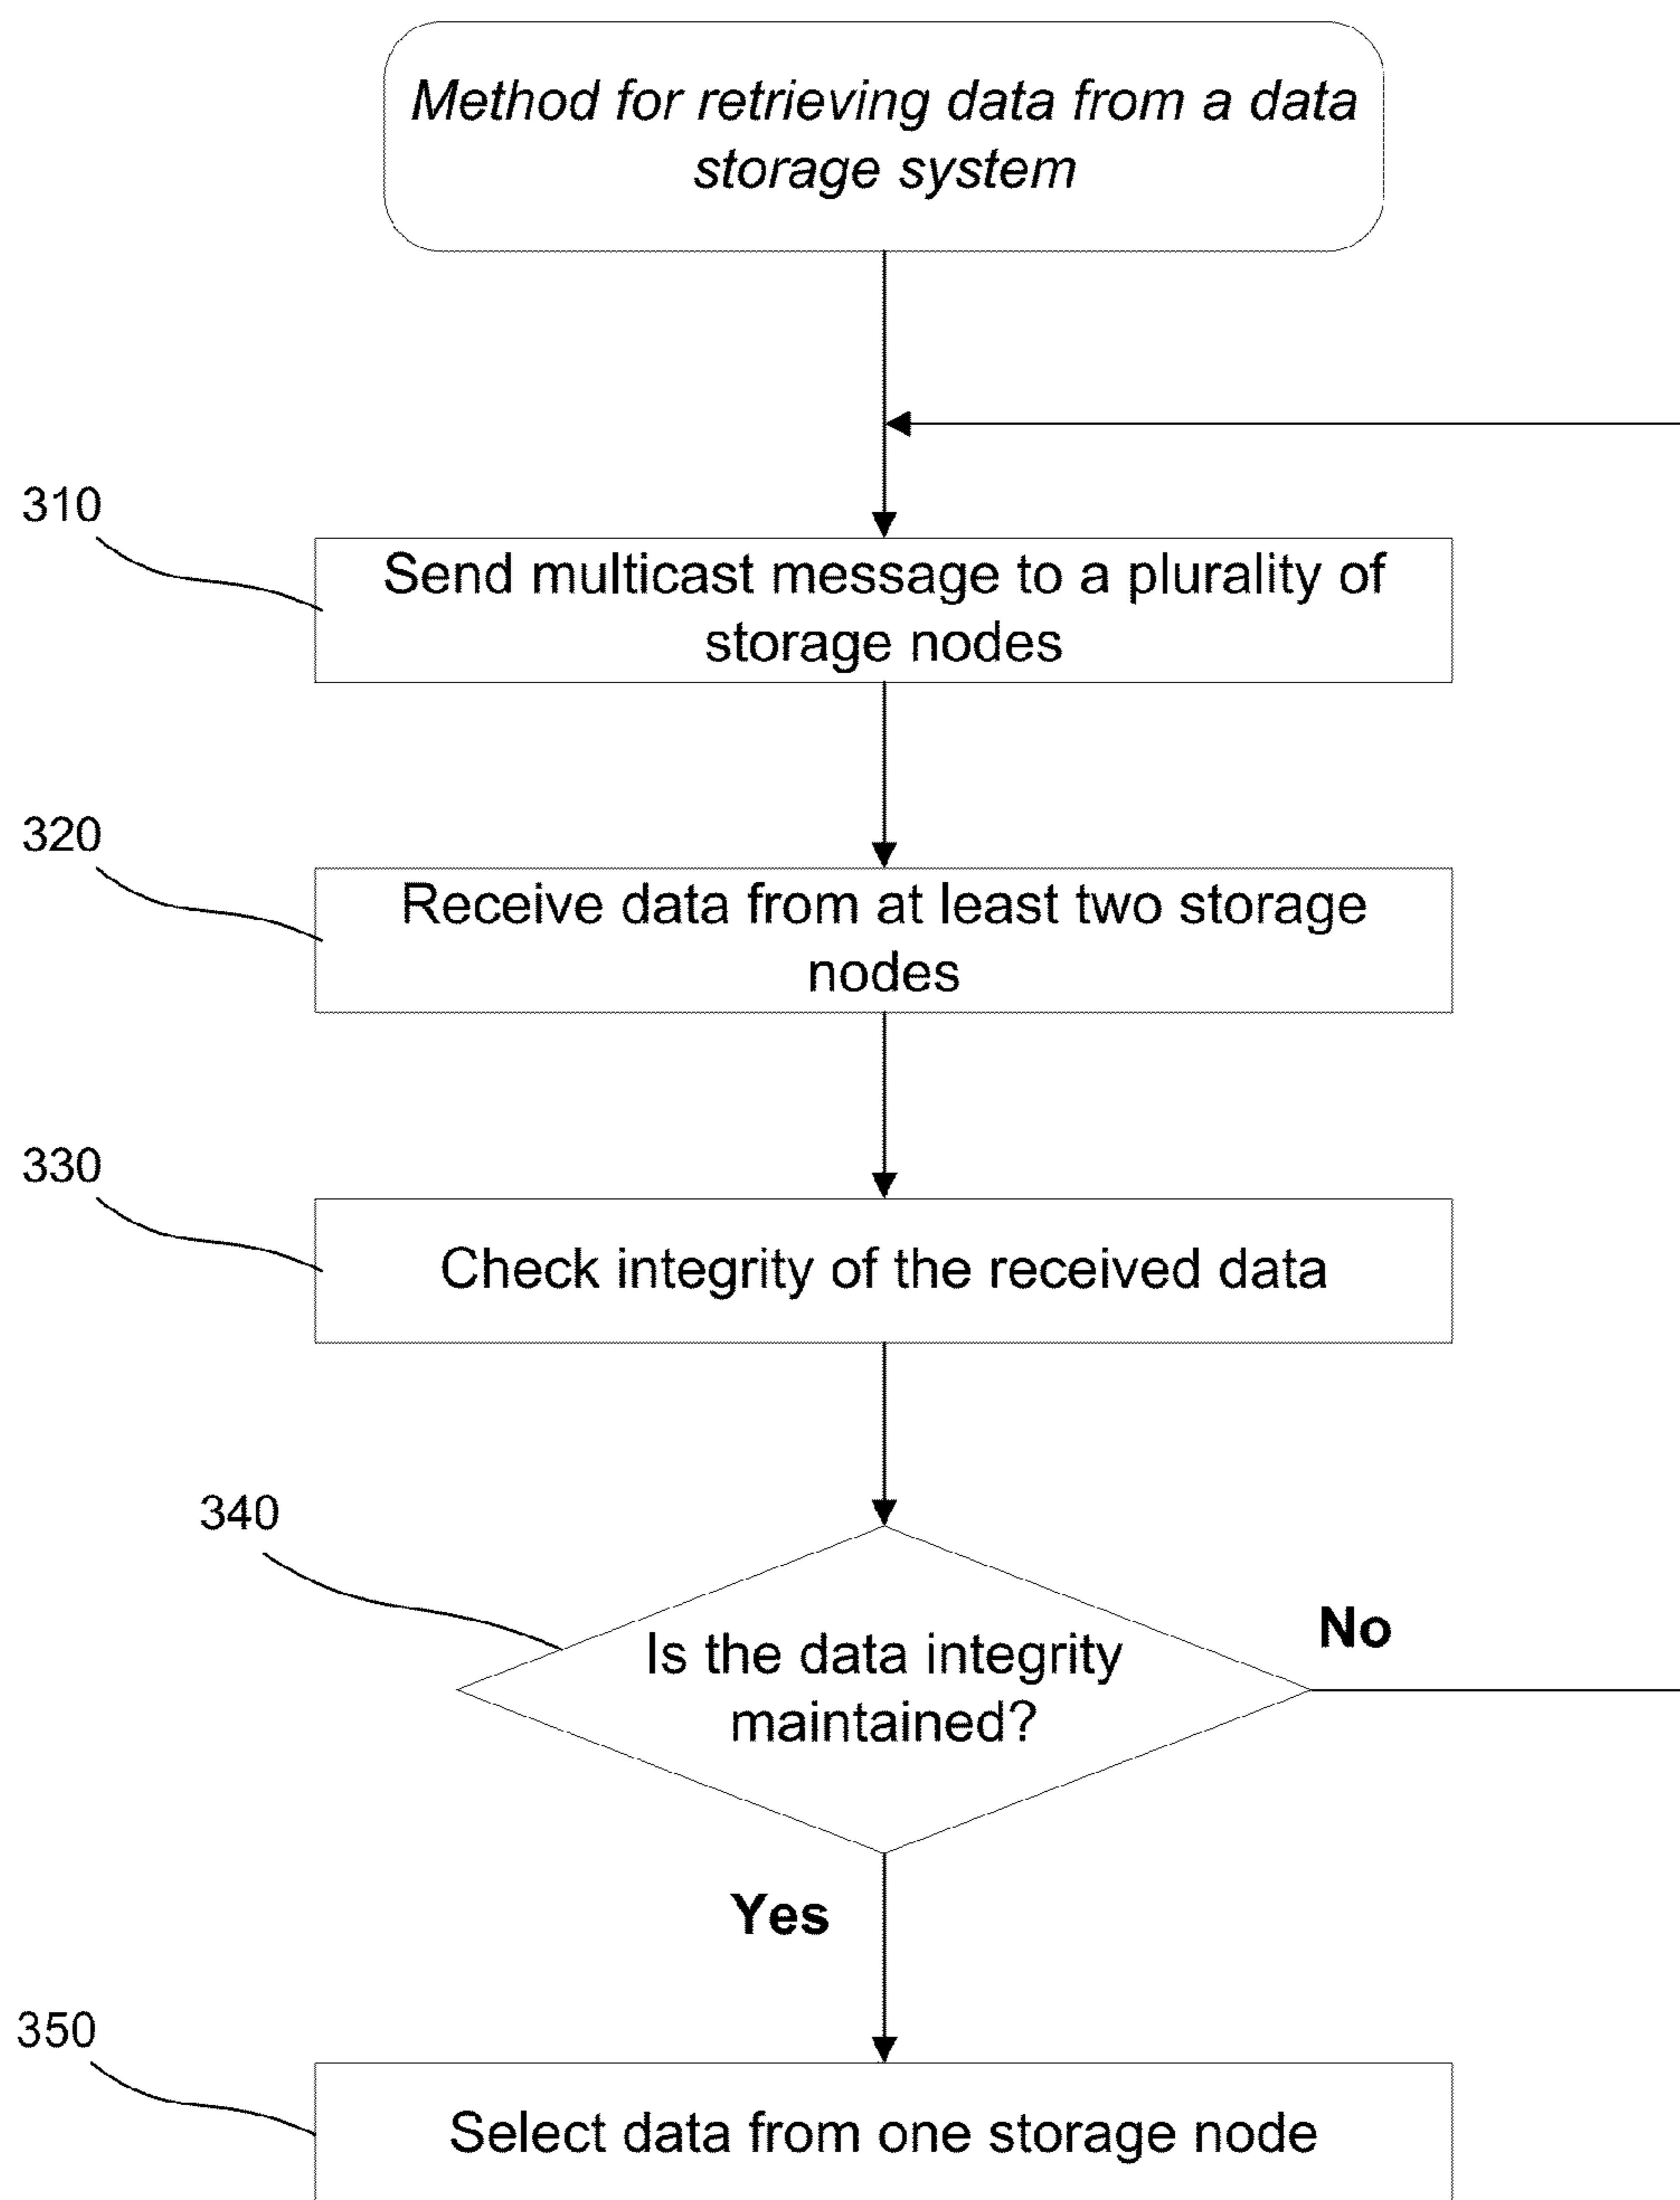 Method for retrieving data from a data
storage system
310
Send multicast message to a plurality of
storage nodes
320
Receive data from at least two storage
nodes
330
Check integrity of the received data
340
Is the data integrity
maintained?
No
Yes
350
Select data from one storage node